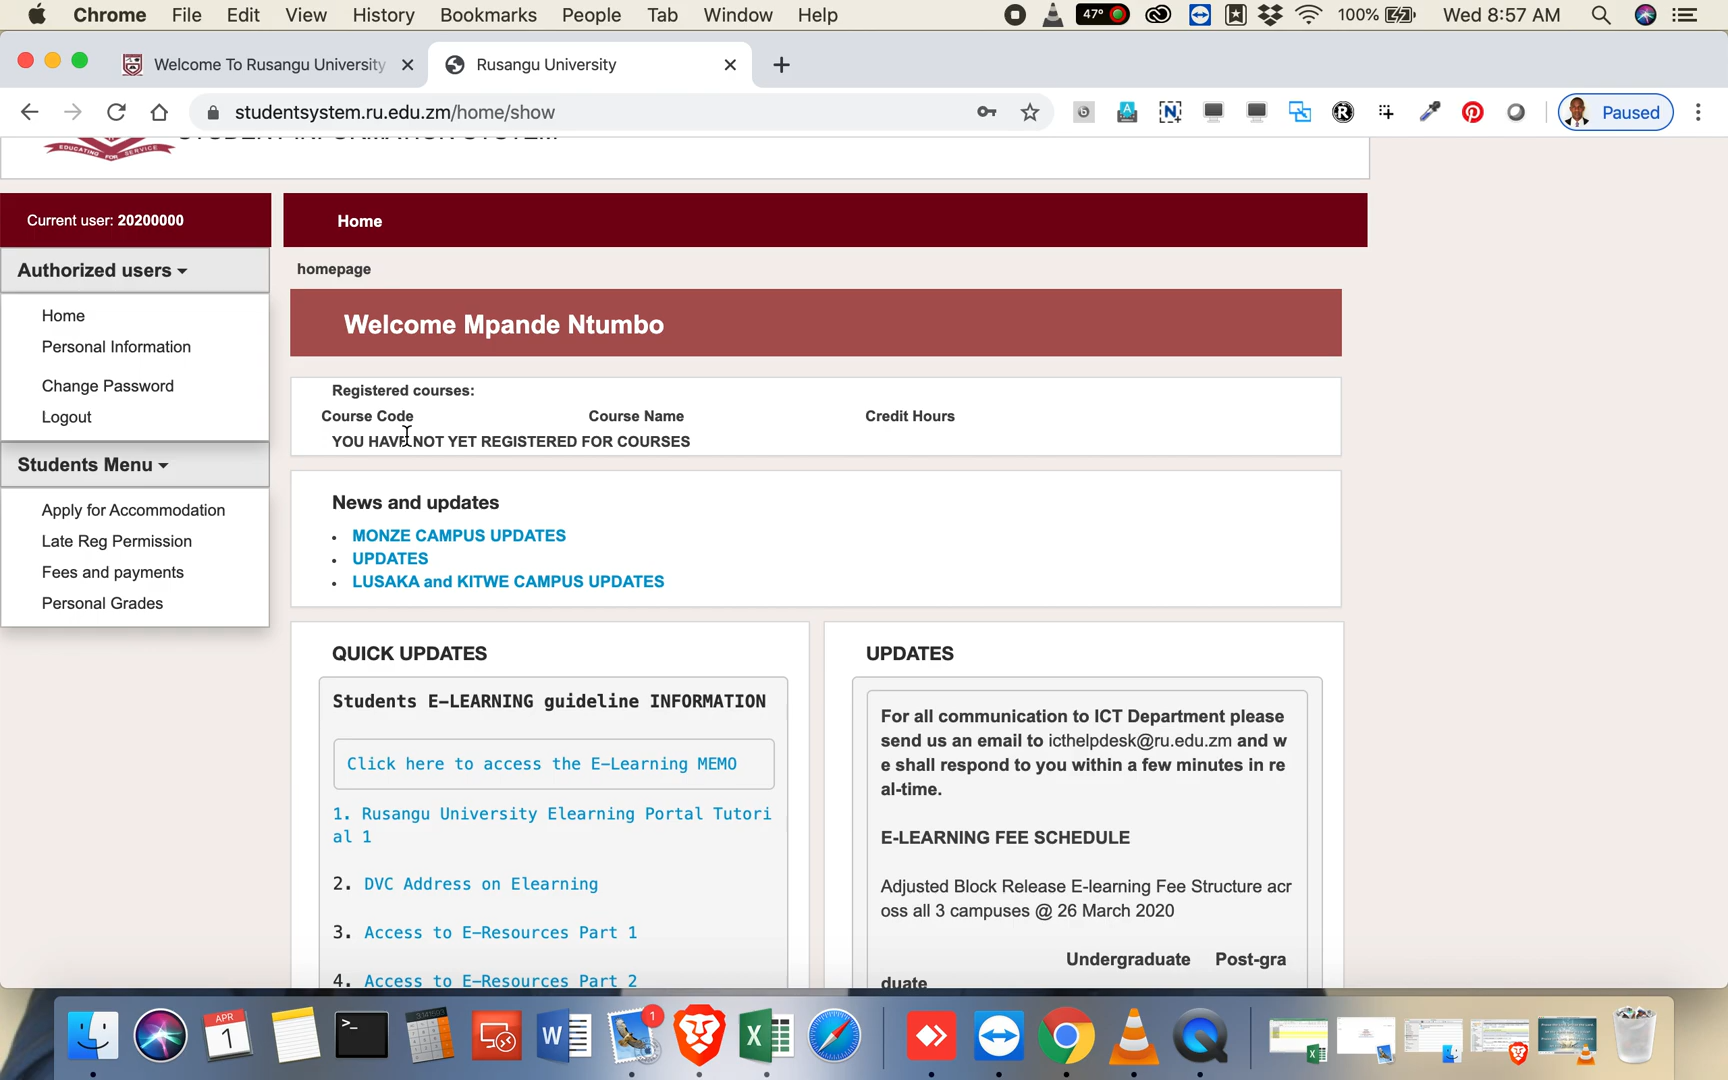 Chrome File Edit View History Bookmarks People Tab Window Help 47° 100% Wed 8:57 AM
Welcome To Rusangu University
Rusangu University
studentsystem.ru.edu.zm/home/show
Paused
EDUCATING FOR SERVICE
STUDENT INFORMATION SYSTEM
Current user: 20200000
Home
Authorized users
homepage
Home
Personal Information
Change Password
Logout
Welcome Mpande Ntumbo
Registered courses:
Course Code Course Name Credit Hours
YOU HAVE NOT YET REGISTERED FOR COURSES
Students Menu
Apply for Accommodation
Late Reg Permission
Fees and payments
Personal Grades
News and updates
MONZE CAMPUS UPDATES
UPDATES
LUSAKA and KITWE CAMPUS UPDATES
QUICK UPDATES
Students E-LEARNING guideline INFORMATION
Click here to access the E-Learning MEMO
1. Rusangu University Elearning Portal Tutori
al 1
2. DVC Address on Elearning
3. Access to E-Resources Part 1
4. Access to E-Resources Part 2
UPDATES
For all communication to ICT Department please
send us an email to icthelpdesk@ru.edu.zm and w
e shall respond to you within a few minutes in re
al-time.
E-LEARNING FEE SCHEDULE
Adjusted Block Release E-learning Fee Structure acr
oss all 3 campuses @ 26 March 2020
Undergraduate Post-gra
duate
APR
1
1